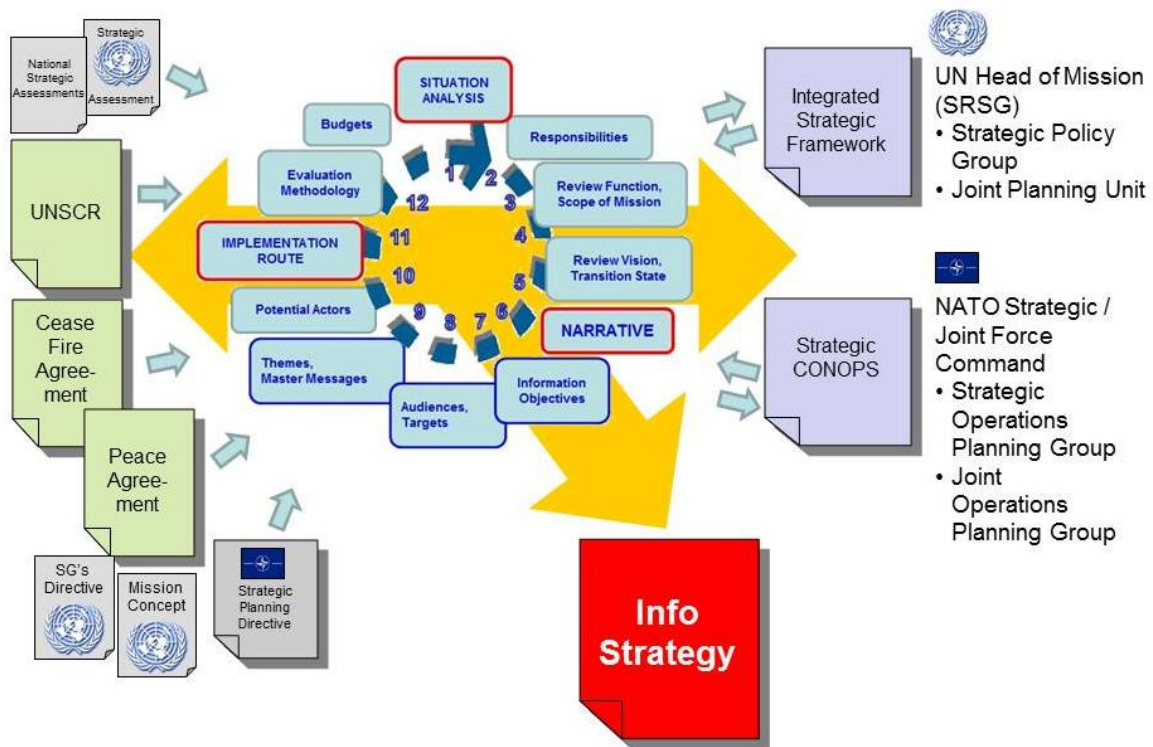 National
Strategic
Assessments
Strategic
Assessment
UNSCR
Cease
Fire
Agree-
ment
Peace
Agree-
ment
SG's
Directive
Mission
Concept
Strategic
Planning
Directive
SITUATION
ANALYSIS
Responsibilities
Review Function,
Scope of Mission
Review Vision,
Transition State
NARRATIVE
Information
Objectives
Audiences,
Targets
Themes,
Master Messages
Potential Actors
IMPLEMENTATION
ROUTE
Evaluation
Methodology
Budgets
1
2
3
4
5
6
7
8
9
10
11
12
Info
Strategy
Integrated
Strategic
Framework
Strategic
CONOPS
UN Head of Mission
(SRSG)
• Strategic Policy
Group
• Joint Planning Unit
NATO Strategic /
Joint Force
Command
• Strategic
Operations
Planning Group
• Joint
Operations
Planning Group